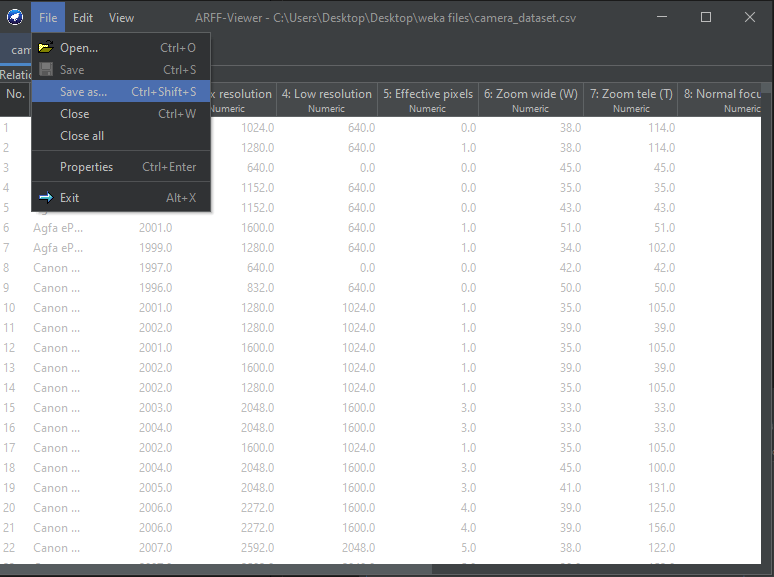 File Edit View ARFF-Viewer - C:\Users\Desktop\Desktop\weka files\camera_dataset.csv
Open... Ctrl+O
Save Ctrl+S
Save as... Ctrl+Shift+S
Close Ctrl+W
Close all
Properties Ctrl+Enter
Exit Alt+X
cam
Relatio
No. x resolution 4: Low resolution 5: Effective pixels 6: Zoom wide (W) 7: Zoom tele (T) 8: Normal focu
Numeric Numeric Numeric Numeric Numeric Numeric
1 1024.0 640.0 0.0 38.0 114.0
2 1280.0 640.0 1.0 38.0 114.0
3 640.0 0.0 0.0 45.0 45.0
4 1152.0 640.0 0.0 35.0 35.0
5 1152.0 640.0 0.0 43.0 43.0
6 Agfa eP... 2001.0 1600.0 640.0 1.0 51.0 51.0
7 Agfa eP... 1999.0 1280.0 640.0 1.0 34.0 102.0
8 Canon ... 1997.0 640.0 0.0 0.0 42.0 42.0
9 Canon ... 1996.0 832.0 640.0 0.0 50.0 50.0
10 Canon ... 2001.0 1280.0 1024.0 1.0 35.0 105.0
11 Canon ... 2002.0 1280.0 1024.0 1.0 39.0 39.0
12 Canon ... 2001.0 1600.0 1024.0 1.0 35.0 105.0
13 Canon ... 2002.0 1600.0 1024.0 1.0 39.0 39.0
14 Canon ... 2002.0 1280.0 1024.0 1.0 35.0 105.0
15 Canon ... 2003.0 2048.0 1600.0 3.0 33.0 33.0
16 Canon ... 2004.0 2048.0 1600.0 3.0 33.0 33.0
17 Canon ... 2002.0 1600.0 1024.0 1.0 35.0 105.0
18 Canon ... 2004.0 2048.0 1600.0 3.0 45.0 100.0
19 Canon ... 2005.0 2048.0 1600.0 3.0 41.0 131.0
20 Canon ... 2006.0 2272.0 1600.0 4.0 39.0 125.0
21 Canon ... 2006.0 2272.0 1600.0 4.0 39.0 156.0
22 Canon ... 2007.0 2592.0 2048.0 5.0 38.0 122.0